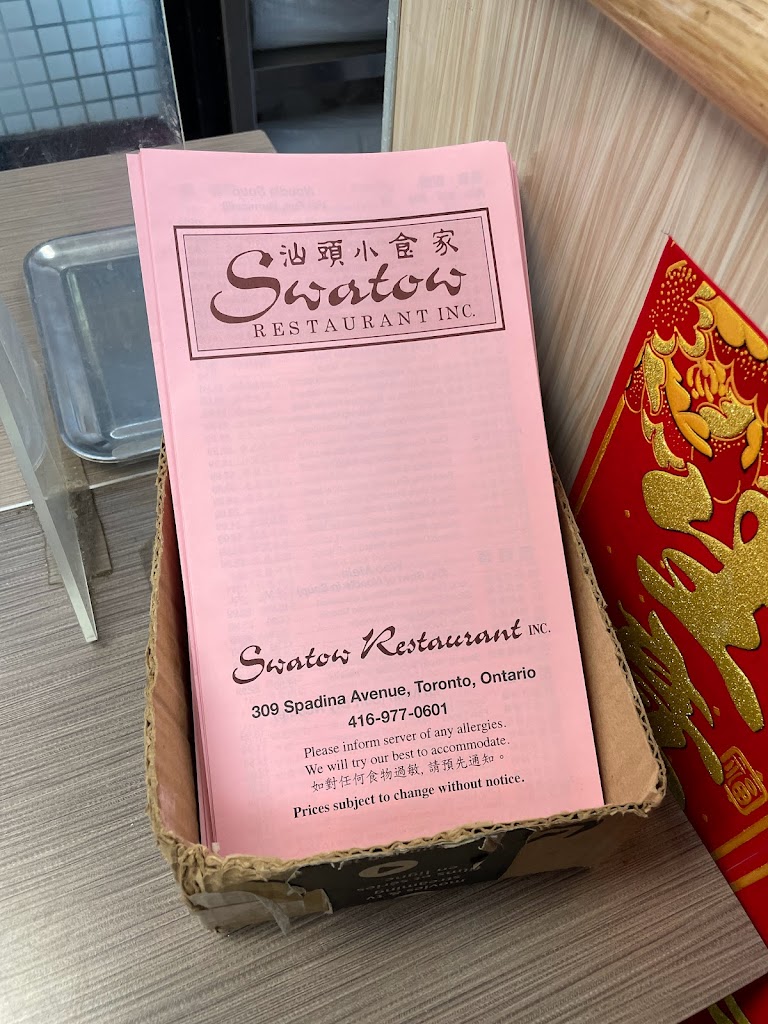 汕頭小食家
Swatow
RESTAURANT INC.
Swatow Restaurant INC.
309 Spadina Avenue, Toronto, Ontario
416-977-0601
Please inform server of any allergies.
We will try our best to accommodate.
如對任何食物過敏, 請預先通知。
Prices subject to change without notice.